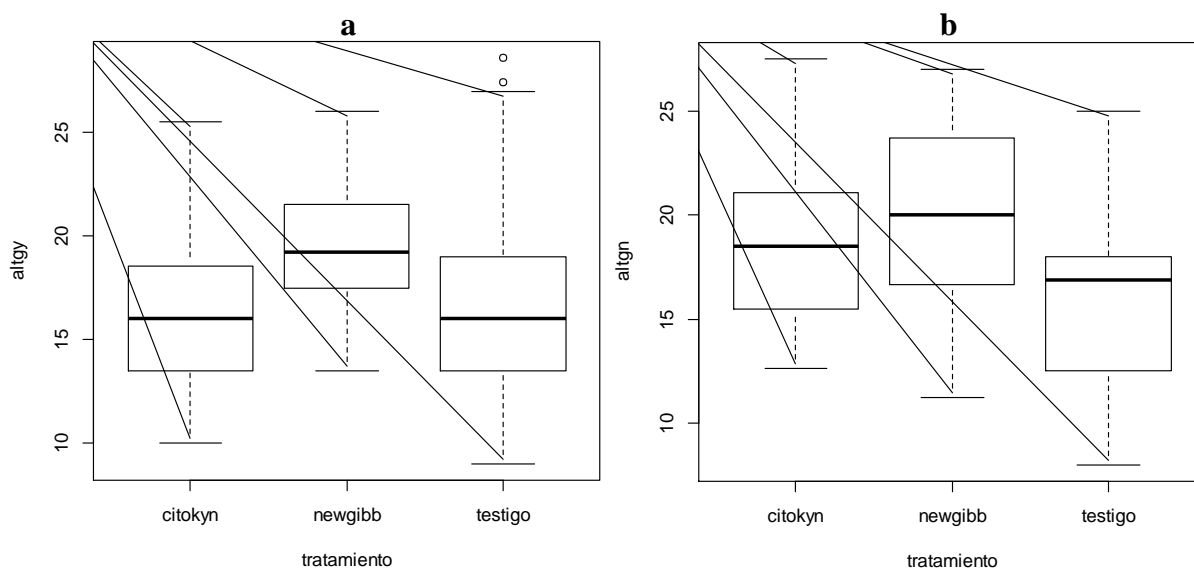 a
altgy
25
20
15
10
citokyn newgibb testigo
tratamiento
b
altgn
25
20
15
10
citokyn newgibb testigo
tratamiento